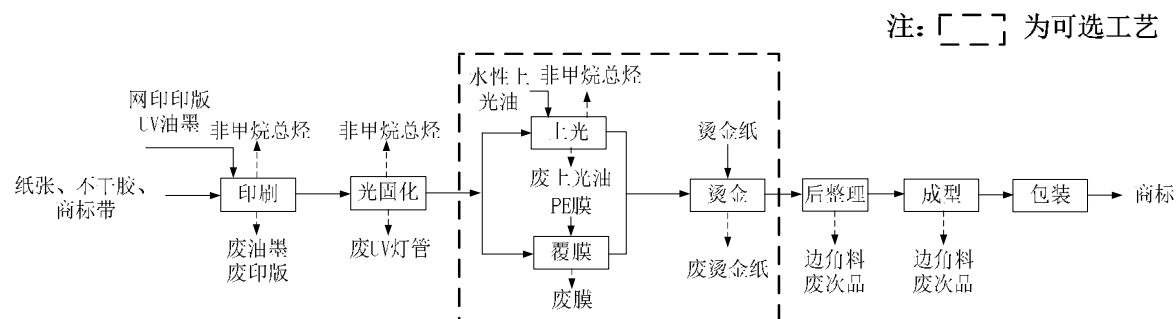 注：
为可选工艺
网印印版
UV油墨
非甲烷总烃
非甲烷总烃
水性上
光油
非甲烷总烃
纸张、不干胶、
商标带
印刷
光固化
上光
废上光油
PE膜
覆膜
废膜
烫金纸
烫金
废烫金纸
后整理
成型
包装
商标
废油墨
废印版
废UV灯管
边角料
废次品
边角料
废次品